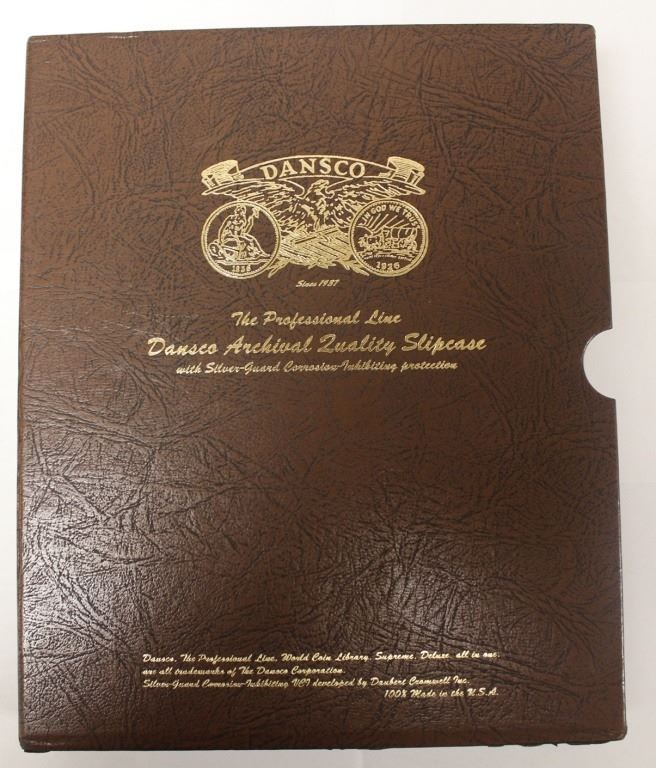 DANSCO
IN GOD WE TRUST
1836
1926
Since 1937
The Professional Line
Dansco Archival Quality Slipcase
with Silver-Guard Corrosion-Inhibiting protection
Dansco, The Professional Line, World Coin Library, Supreme, Deluxe, all in one,
are all trademarks of The Dansco Corporation.
Silver-Guard Corrosion-Inhibiting VCI developed by Daubert Cromwell Inc.
100% Made in the U.S.A.